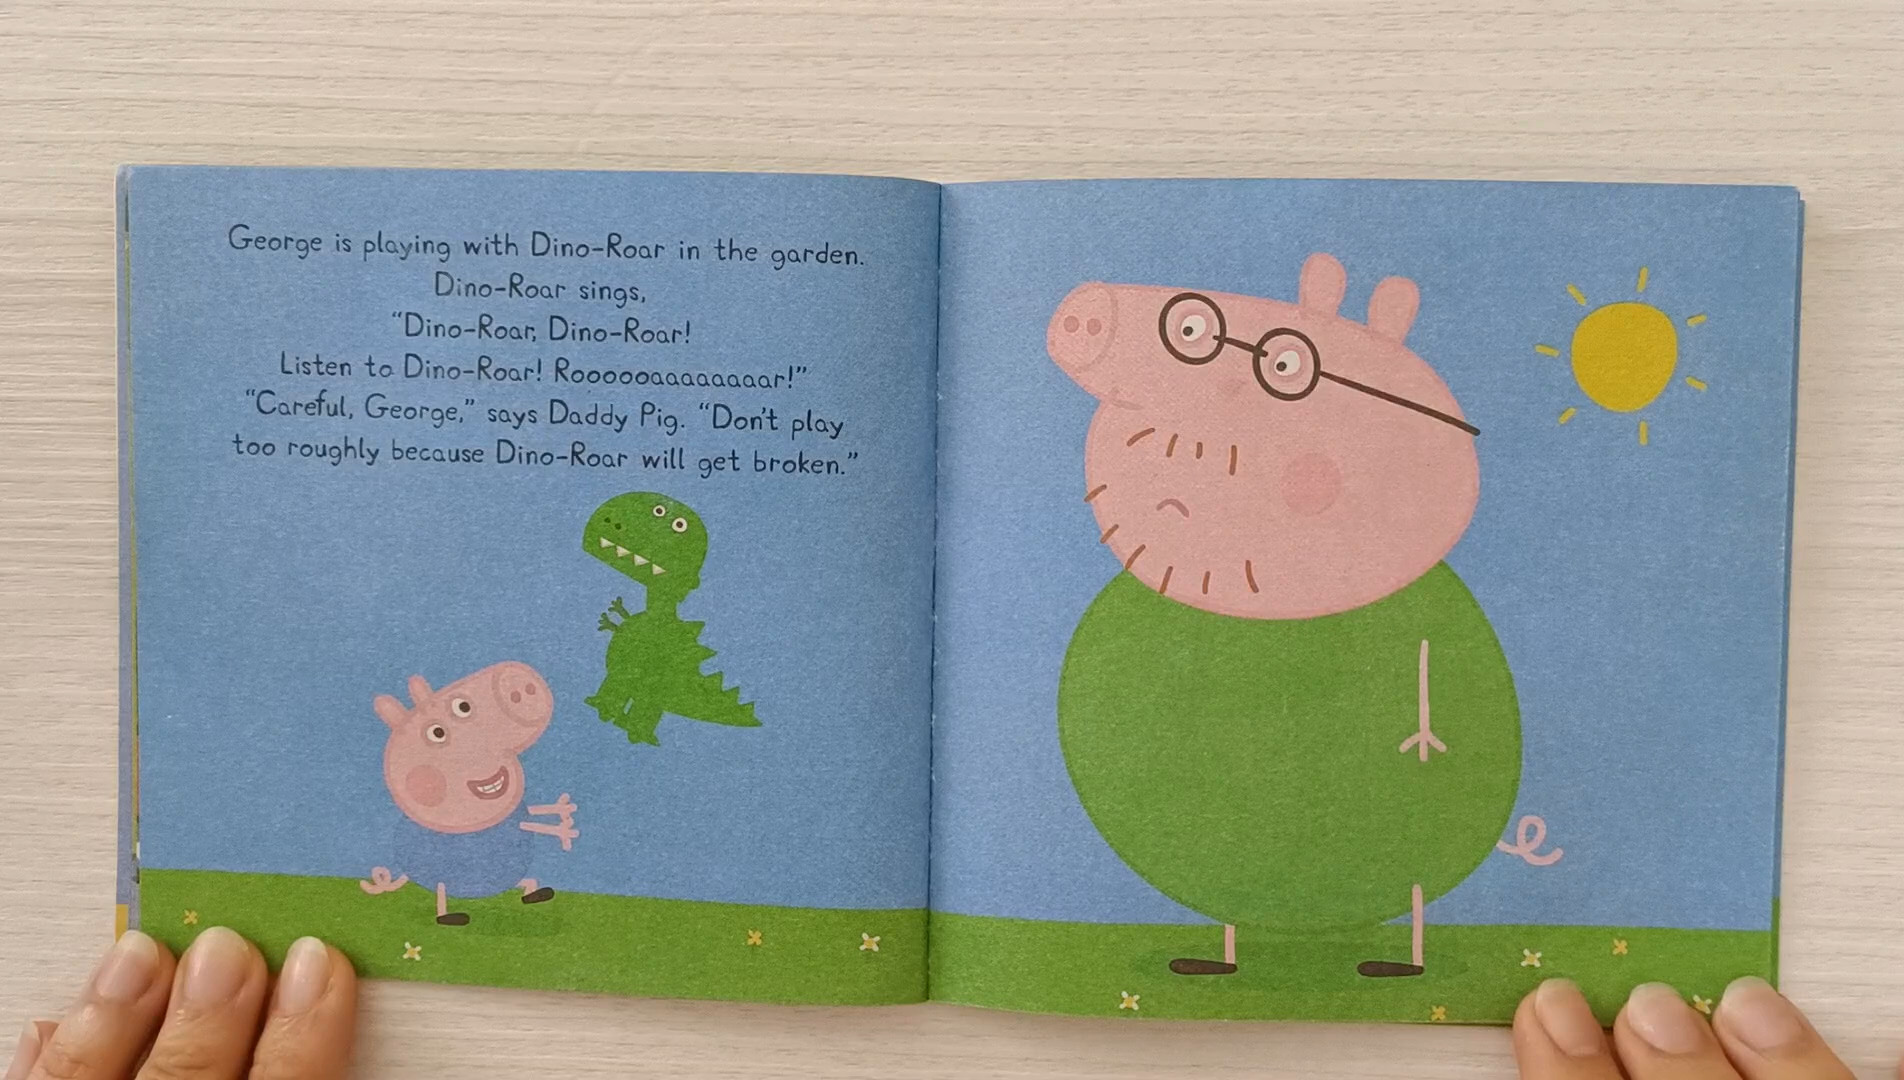 George is playing with Dino-Roar in the garden.
Dino-Roar sings,
“Dino-Roar, Dino-Roar!
Listen to Dino-Roar! Roooooaaaaaaaaar!”
“Careful, George,” says Daddy Pig. “Don’t play
too roughly because Dino-Roar will get broken.”